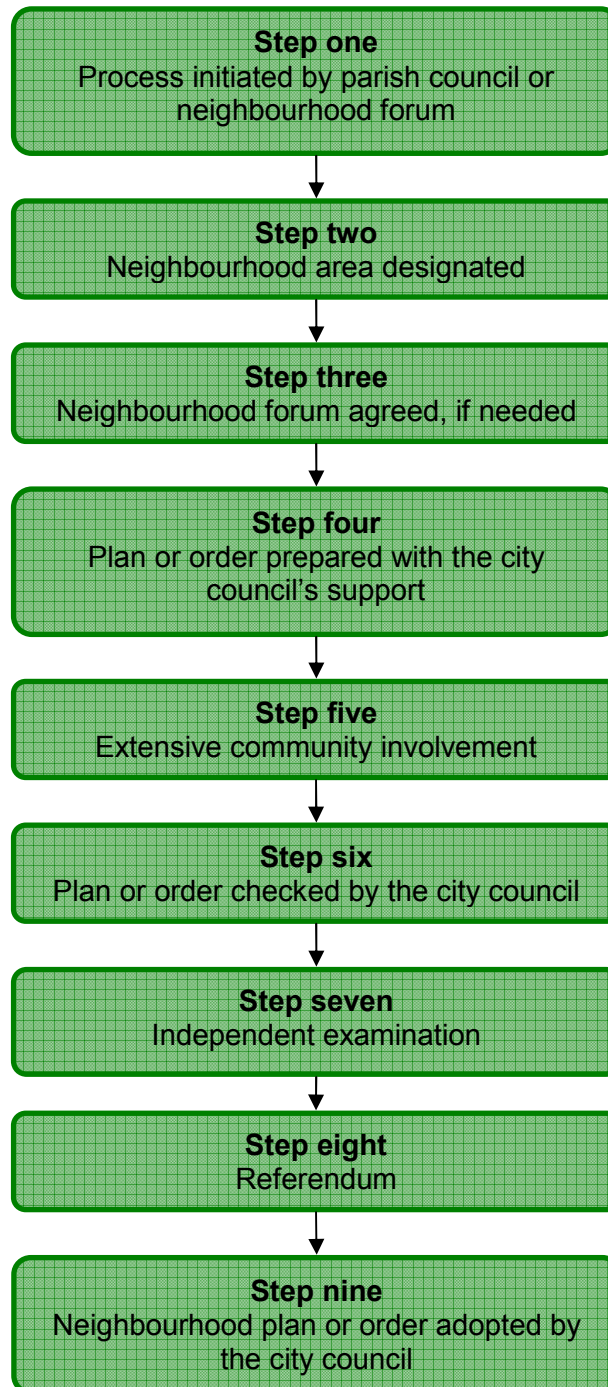 Step one
Process initiated by parish council or
neighbourhood forum
Step two
Neighbourhood area designated
Step three
Neighbourhood forum agreed, if needed
Step four
Plan or order prepared with the city
council’s support
Step five
Extensive community involvement
Step six
Plan or order checked by the city council
Step seven
Independent examination
Step eight
Referendum
Step nine
Neighbourhood plan or order adopted by
the city council